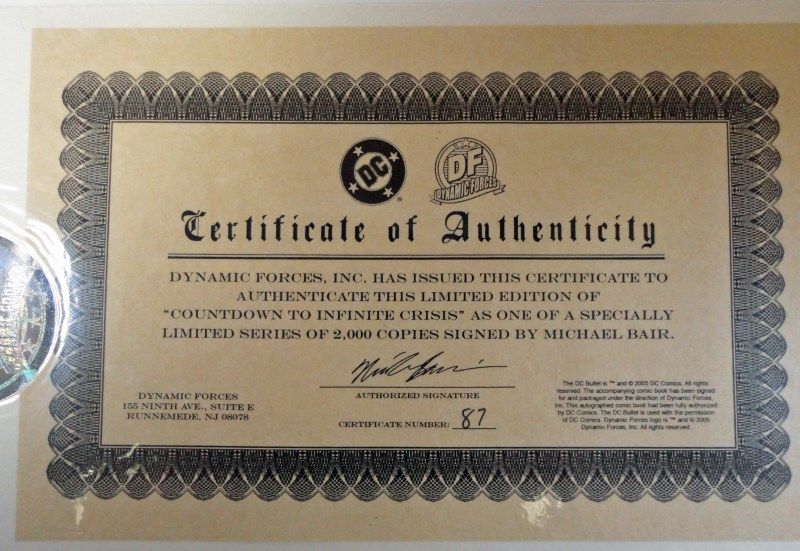 DC
®
DF
DYNAMIC FORCES
Certificate of Authenticity
DYNAMIC FORCES, INC. HAS ISSUED THIS CERTIFICATE TO
AUTHENTICATE THIS LIMITED EDITION OF
“COUNTDOWN TO INFINITE CRISIS” AS ONE OF A SPECIALLY
LIMITED SERIES OF 2,000 COPIES SIGNED BY MICHAEL BAIR.
AUTHORIZED SIGNATURE
CERTIFICATE NUMBER: 87
DYNAMIC FORCES
155 NINTH AVE., SUITE E
RUNNEMEDE, NJ 08078
The DC Bullet is ™ and © 2005 DC Comics. All rights
reserved. The accompanying comic book has been signed
for and packaged under the direction of Dynamic Forces,
Inc. This autographed comic book had been fully authorized
by DC Comics. The DC Bullet is used with the permission
of DC Comics. Dynamic Forces logo is ™ and © 2005
Dynamic Forces, Inc. All rights reserved.